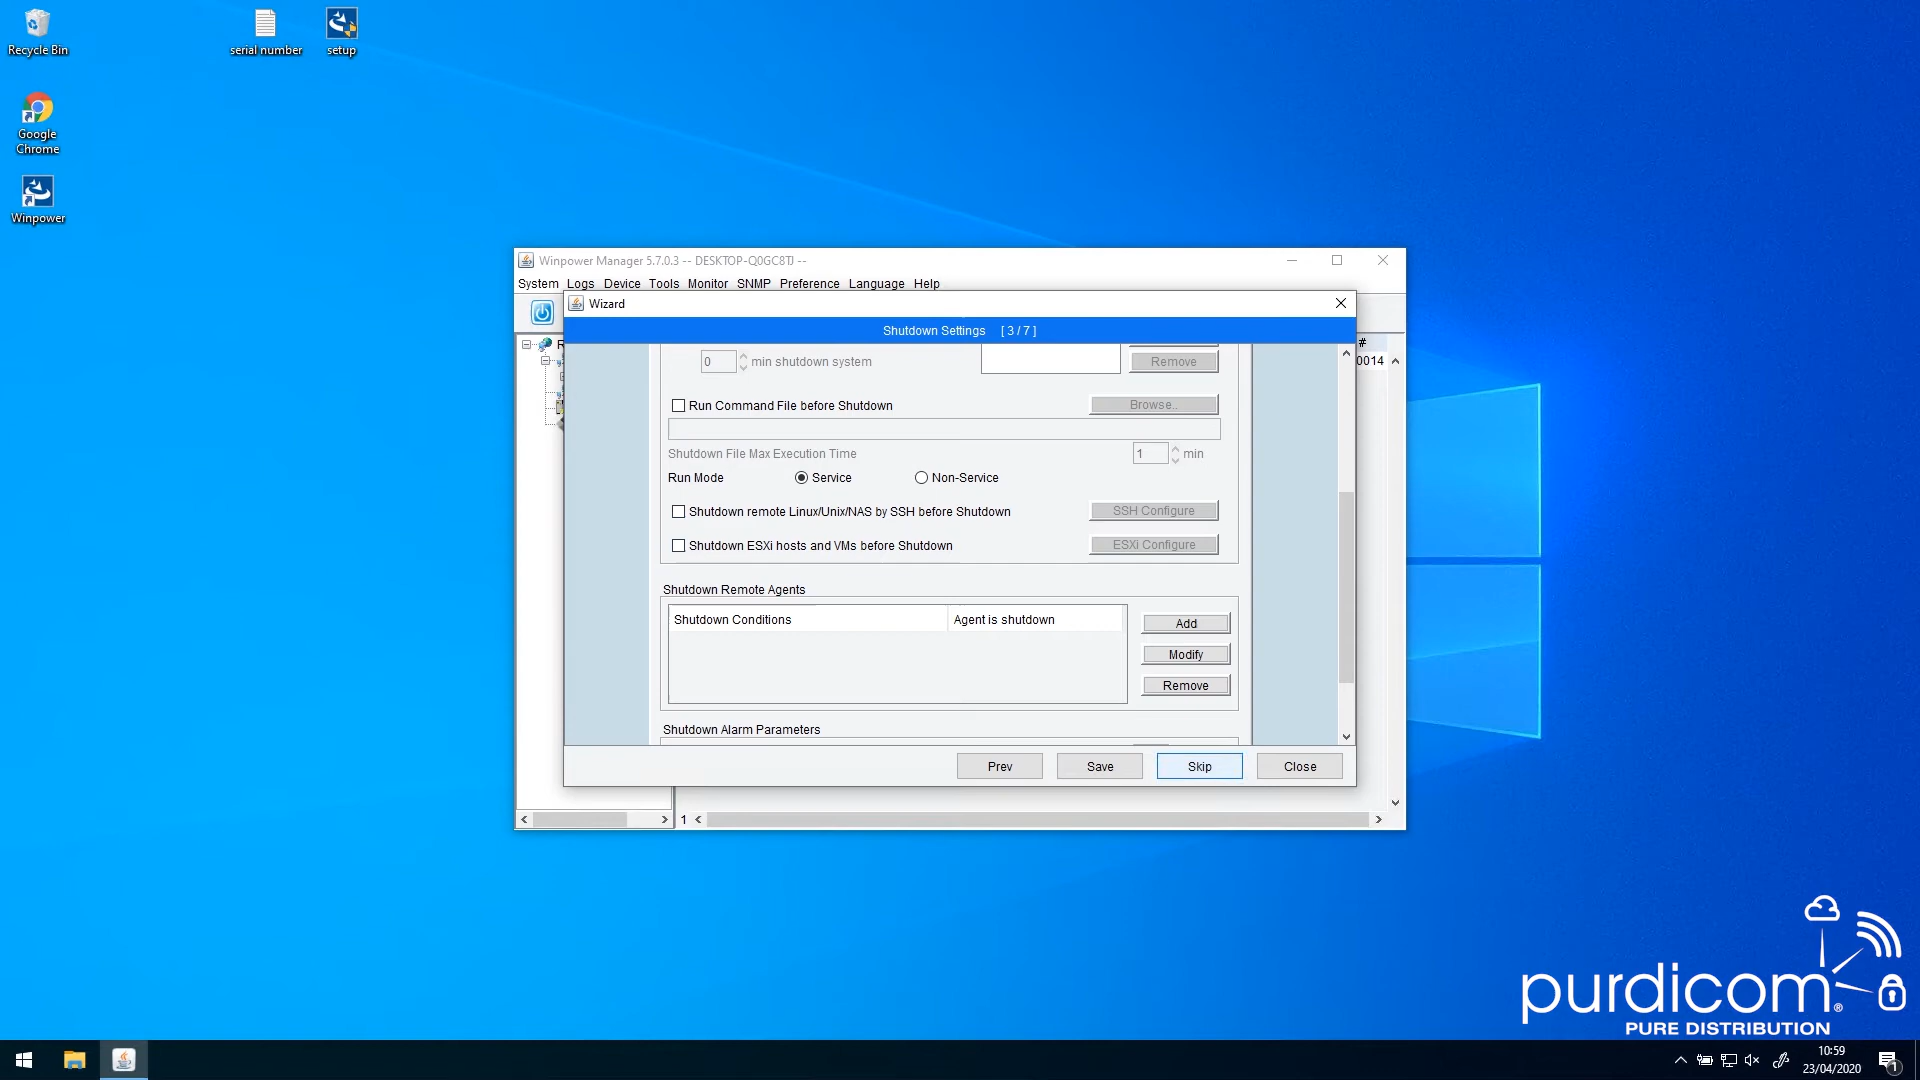 Recycle Bin
serial number
setup
Google
Chrome
Winpower
Winpower Manager 5.7.0.3 -- DESKTOP-Q0GC8TJ --
System Logs Device Tools Monitor SNMP Preference Language Help
Wizard
Shutdown Settings [ 3 / 7 ]
#
0014
0 min shutdown system
Remove
Run Command File before Shutdown
Browse..
Shutdown File Max Execution Time
1 min
Run Mode
Service
Non-Service
Shutdown remote Linux/Unix/NAS by SSH before Shutdown
SSH Configure
Shutdown ESXi hosts and VMs before Shutdown
ESXi Configure
Shutdown Remote Agents
Shutdown Conditions
Agent is shutdown
Add
Modify
Remove
Shutdown Alarm Parameters
Prev
Save
Skip
Close
1
purdicom®
PURE DISTRIBUTION
10:59
23/04/2020
1